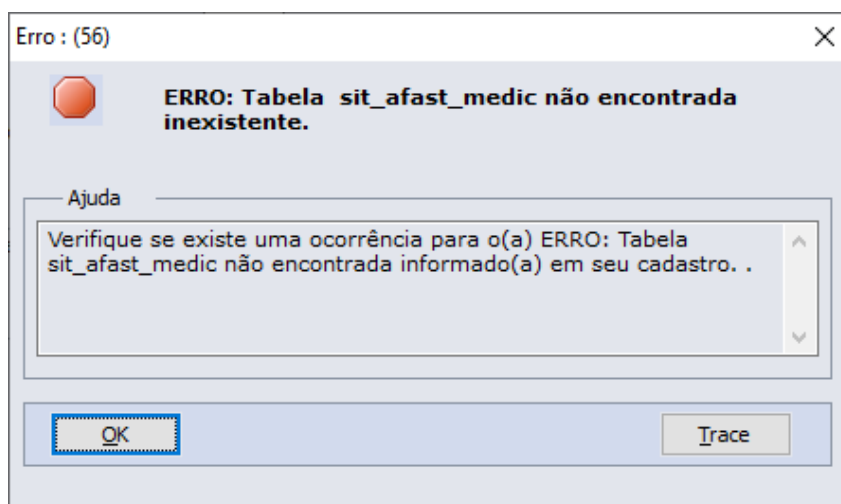 Erro : (56)
ERRO: Tabela  sit_afast_medic não encontrada
inexistente.
Ajuda
Verifique se existe uma ocorrência para o(a) ERRO: Tabela
sit_afast_medic não encontrada informado(a) em seu cadastro. .
OK
Trace